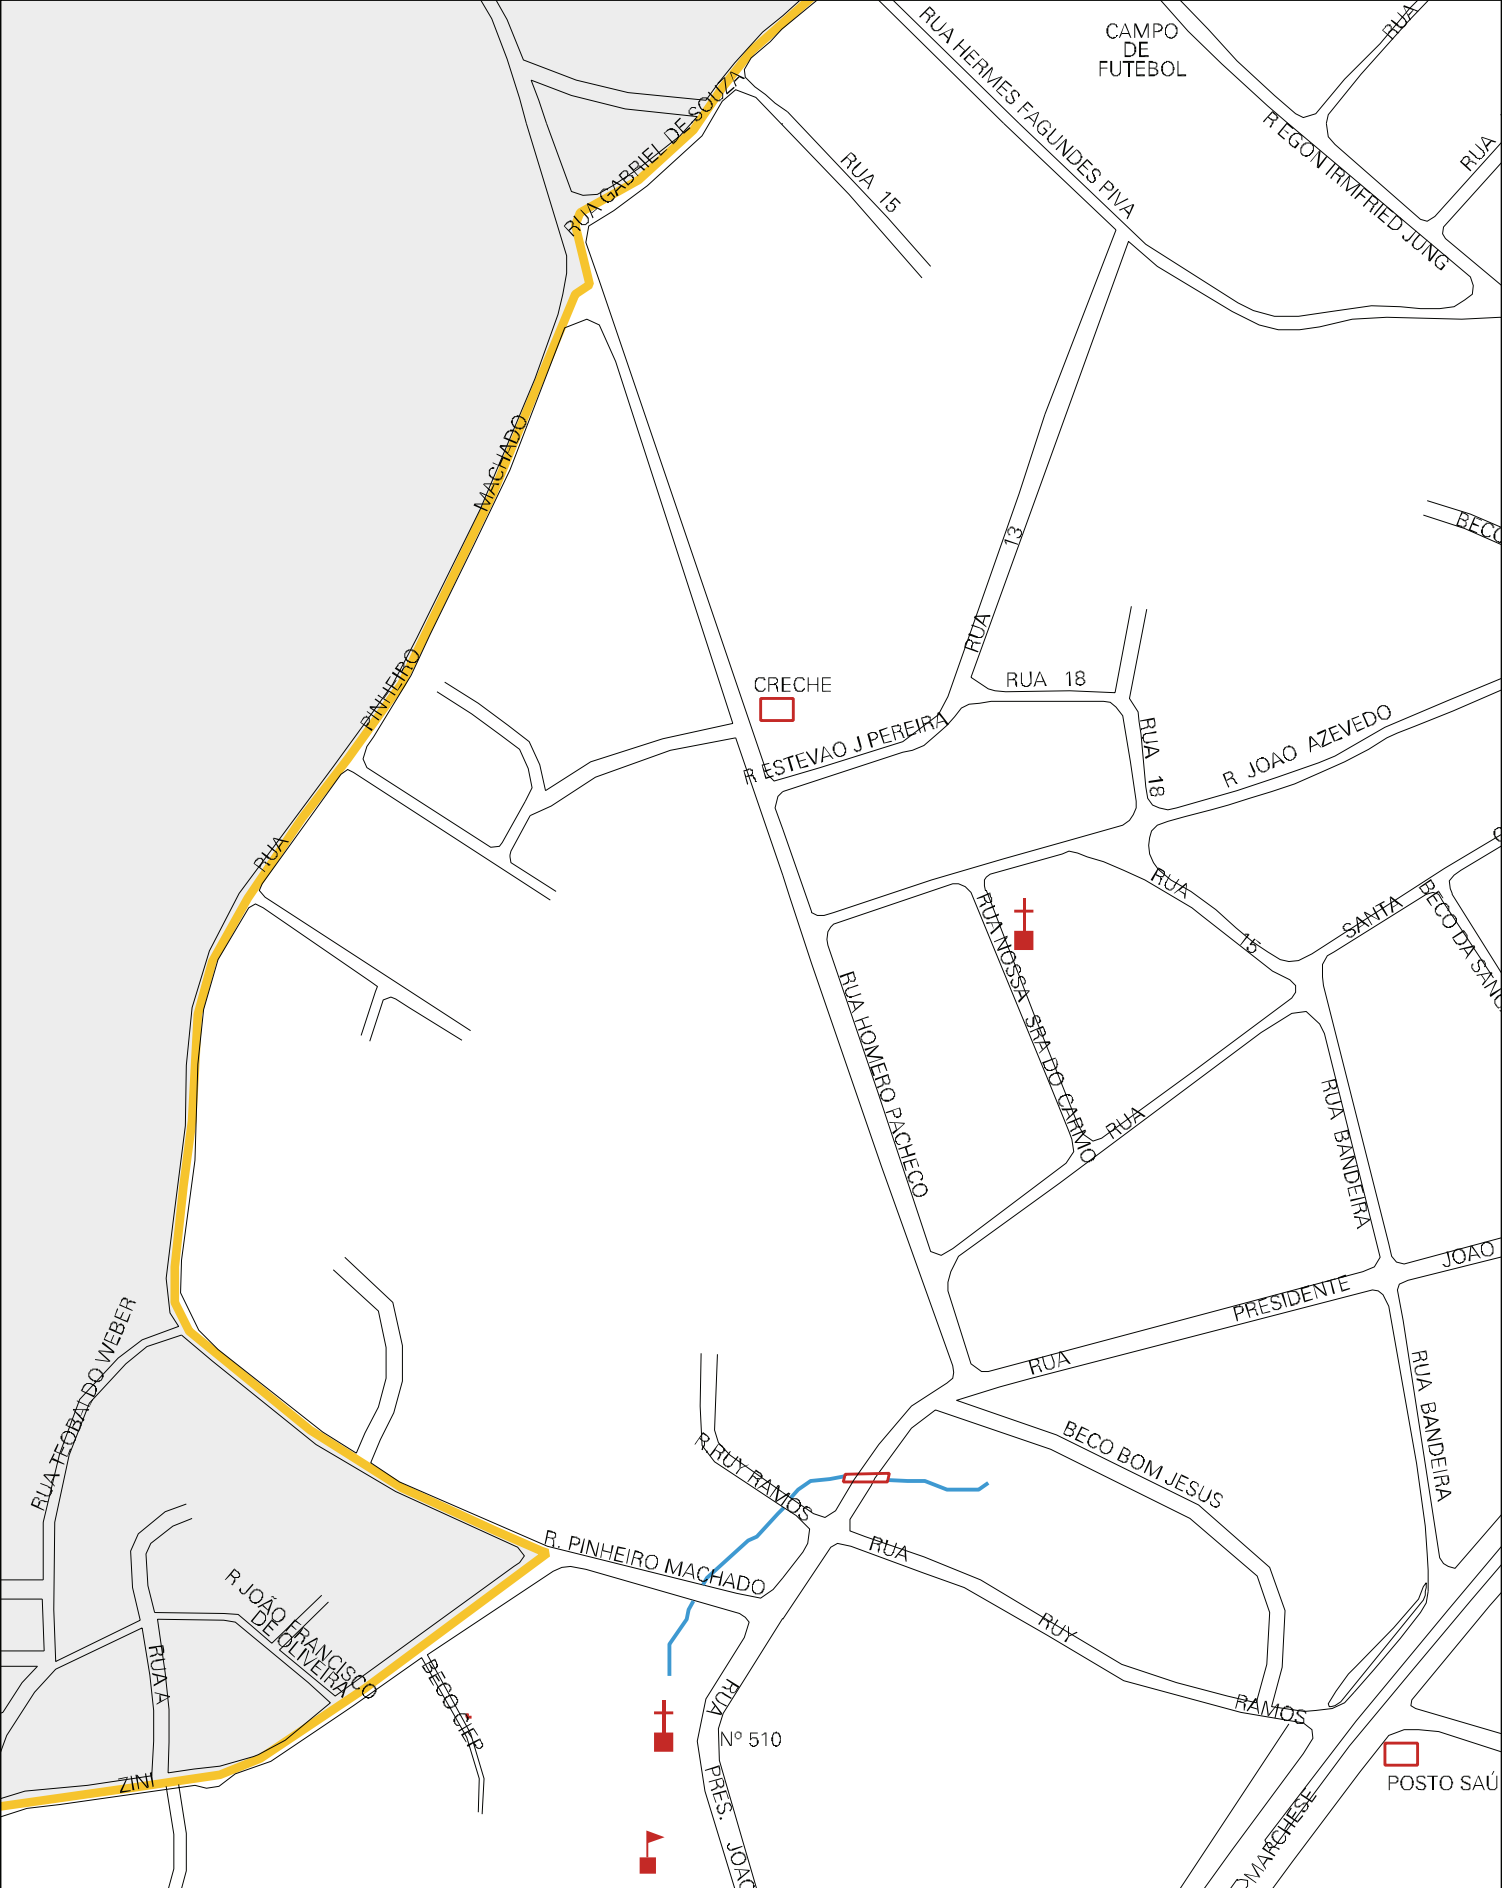 CAMPO
DE
FUTEBOL
RUA HERMES FAGUNDES PIVA
RUA
R EGON IRMFRIED JUNG
RUA
RUA GABRIEL DE SOUZA
RUA 15
RUA PINHEIRO MACHADO
RUA 13
BECO
CRECHE
RUA 18
R ESTEVAO J PEREIRA
RUA 18
R JOAO AZEVEDO
RUA 15
SANTA
BECO DA
RUA NOSSA SRA DO CARMO
RUA HOMERO PACHECO
RUA
RUA BANDEIRA
JOAO
RUA PRESIDENTE
RUA TEOBALDO WEBER
RUA BANDEIRA
R RUY RAMOS
BECO BOM JESUS
R. PINHEIRO MACHADO
RUA RUY RAMOS
R JOÃO FRANCISCO
DE OLIVEIRA
RUA A
BECO CIEP
ZINI
RUA PRES. JOAO
Nº 510
POSTO SAÚ
MARCHESE